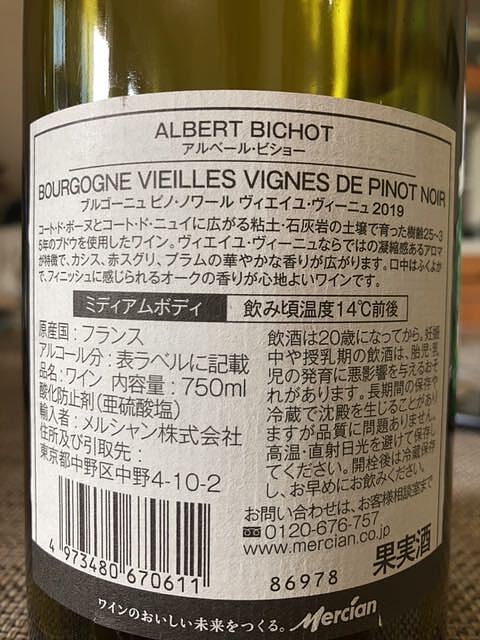 ALBERT BICHOT
アルベール・ビショー
BOURGOGNE VIEILLES VIGNES DE PINOT NOIR
ブルゴーニュ ピノ・ノワール ヴィエイユ・ヴィーニュ 2019
コート・ド・ボーヌとコート・ド・ニュイに広がる粘土・石灰岩の土壌で育った樹齢25～3
5年のブドウを使用したワイン。ヴィエイユ・ヴィーニュならではの凝縮感あるアロマ
が特徴で、カシス、赤スグリ、プラムの華やかな香りが広がります。口中はふくよか
で、フィニッシュに感じられるオークの香りが心地よいワインです。
ミディアムボディ 飲み頃温度14℃前後
原産国：フランス
アルコール分：表ラベルに記載
品名：ワイン 内容量：750ml
酸化防止剤（亜硫酸塩）
輸入者：メルシャン株式会社
住所及び引取先：
東京都中野区中野4-10-2
飲酒は20歳になってから。妊娠
中や授乳期の飲酒は、胎児・乳
児の発育に悪影響を与えるおそ
れがあります。長期間の保存や
冷蔵で沈殿を生じることがあり
ますが品質に問題ありません。
高温・直射日光を避けて保存し
てください。開栓後は冷蔵保存
し、お早めにお飲みください。
お問い合わせは、お客様相談室まで
0120-676-757
www.mercian.co.jp
果実酒
4 973480 670611
86978
ワインのおいしい未来をつくる。 Mercian